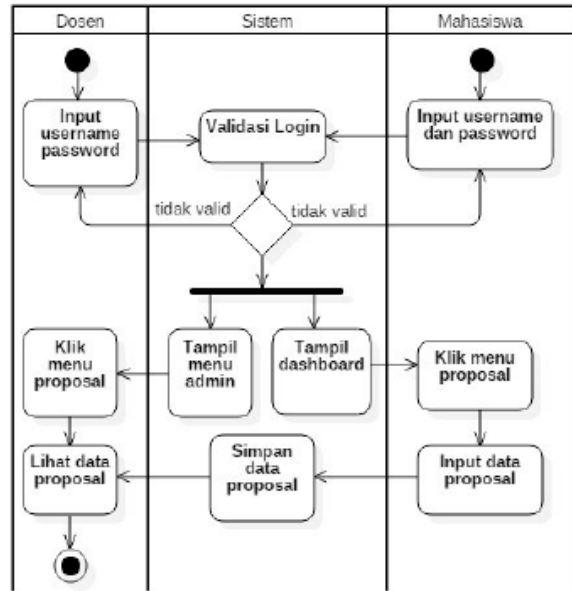 Dosen
Sistem
Mahasiswa
Input
username
password
Validasi Login
Input username
dan password
tidak valid
tidak valid
Klik
menu
proposal
Tampil
menu
admin
Tampil
dashboard
Klik menu
proposal
Lihat data
proposal
Simpan
data
proposal
Input data
proposal